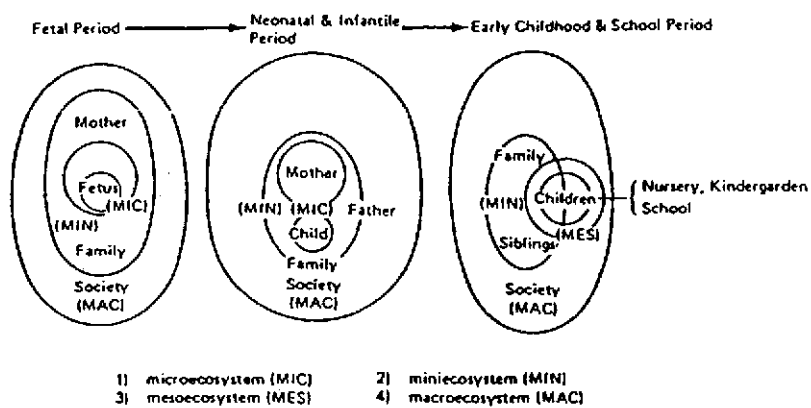 Fetal Period
Neonatal & Infantile
Period
Early Childhood & School Period
Mother
Fetus
(MIC)
(MIN)
Family
Society
(MAC)
Mother
(MIN)
(MIC)
Father
Child
Family
Society
(MAC)
Family
(MIN)
Children
Siblings
(MES)
Society
(MAC)
Nursery, Kindergarden
School
1) microecosystem (MIC) 2) miniecosystem (MIN)
3) mesoecosystem (MES) 4) macroecosystem (MAC)